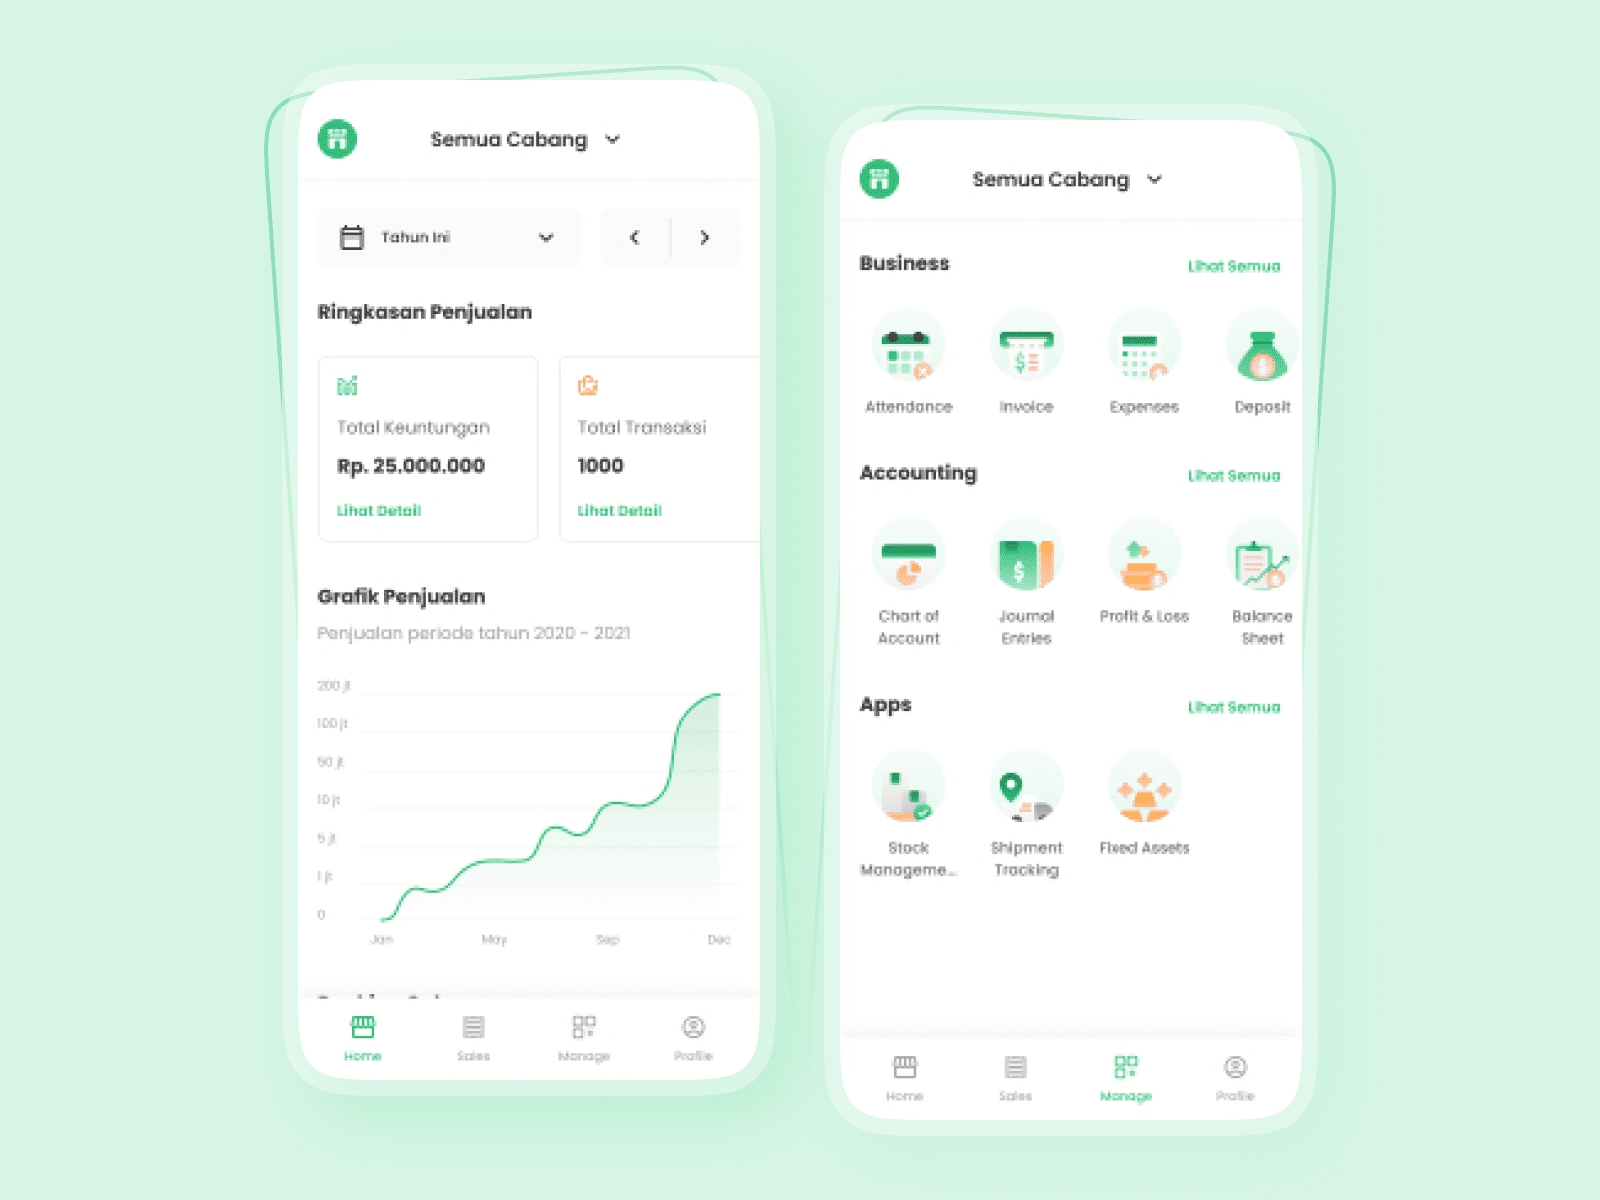 Semua Cabang
Tahun Ini
Ringkasan Penjualan
Total Keuntungan
Rp. 25.000.000
Lihat Detail
Total Transaksi
1000
Lihat Detail
Grafik Penjualan
Penjualan periode tahun 2020 - 2021
200 jt
100 jt
50 jt
10 jt
5 jt
1 jt
0
Jan May Sep Dec
Home Sales Manage Profile
Semua Cabang
Business Lihat Semua
Attendance Invoice Expenses Deposit
Accounting Lihat Semua
Chart of Account
Journal Entries
Profit & Loss
Balance Sheet
Apps Lihat Semua
Stock Manageme...
Shipment Tracking
Fixed Assets
Home Sales Manage Profile